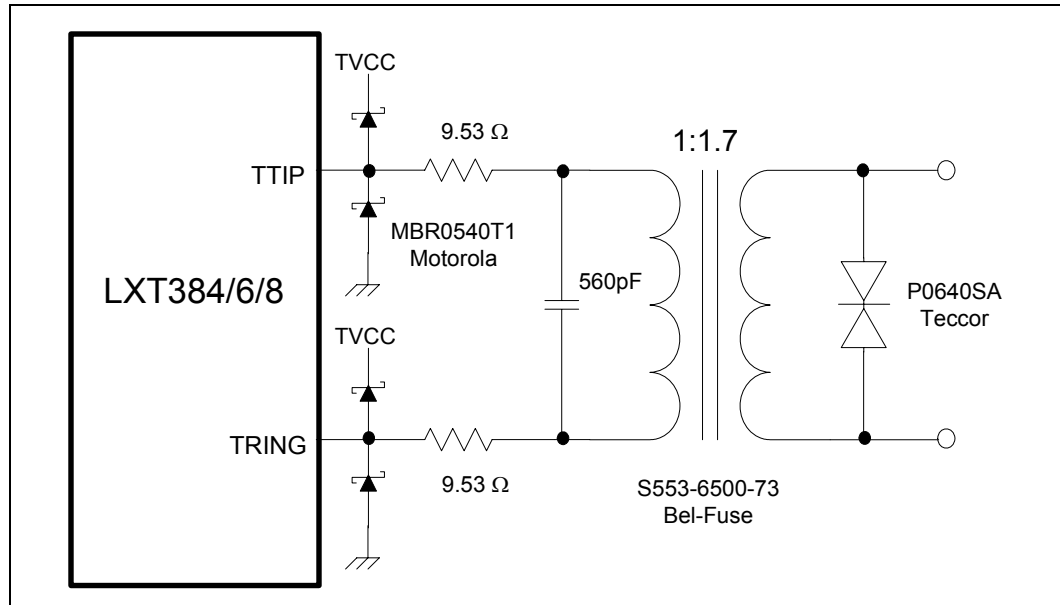 TVCC
9.53 Ω
1:1.7
TTIP
MBR0540T1
Motorola
LXT384/6/8
560pF
P0640SA
Teccor
TVCC
TRING
9.53 Ω
S553-6500-73
Bel-Fuse